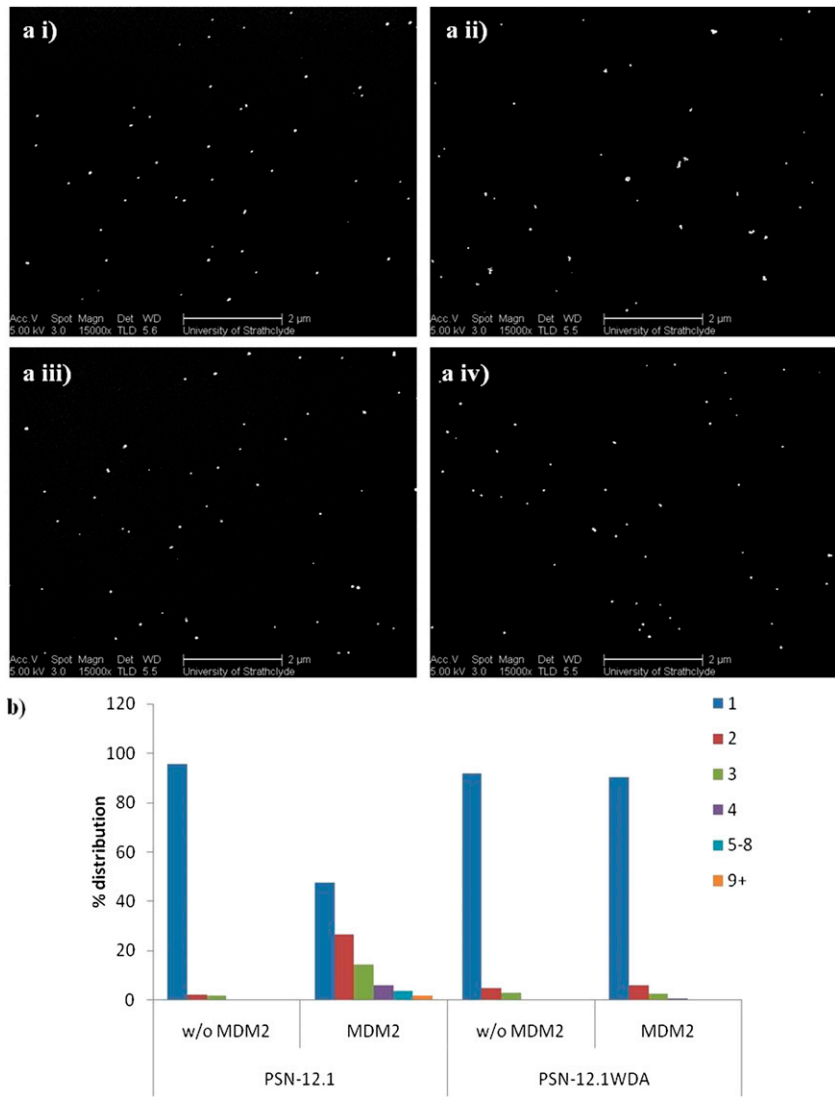 a i)
Acc.V Spot Magn Det WD
5.00 kV 3.0 15000x TLD 5.6
2 µm
University of Strathclyde
a ii)
Acc.V Spot Magn Det WD
5.00 kV 3.0 15000x TLD 5.5
2 µm
University of Strathclyde
a iii)
Acc.V Spot Magn Det WD
5.00 kV 3.0 15000x TLD 5.5
2 µm
University of Strathclyde
a iv)
Acc.V Spot Magn Det WD
5.00 kV 3.0 15000x TLD 5.5
2 µm
University of Strathclyde
b)
% distribution
120
100
80
60
40
20
0
1
2
3
4
5-8
9+
w/o MDM2
MDM2
w/o MDM2
MDM2
PSN-12.1
PSN-12.1WDA